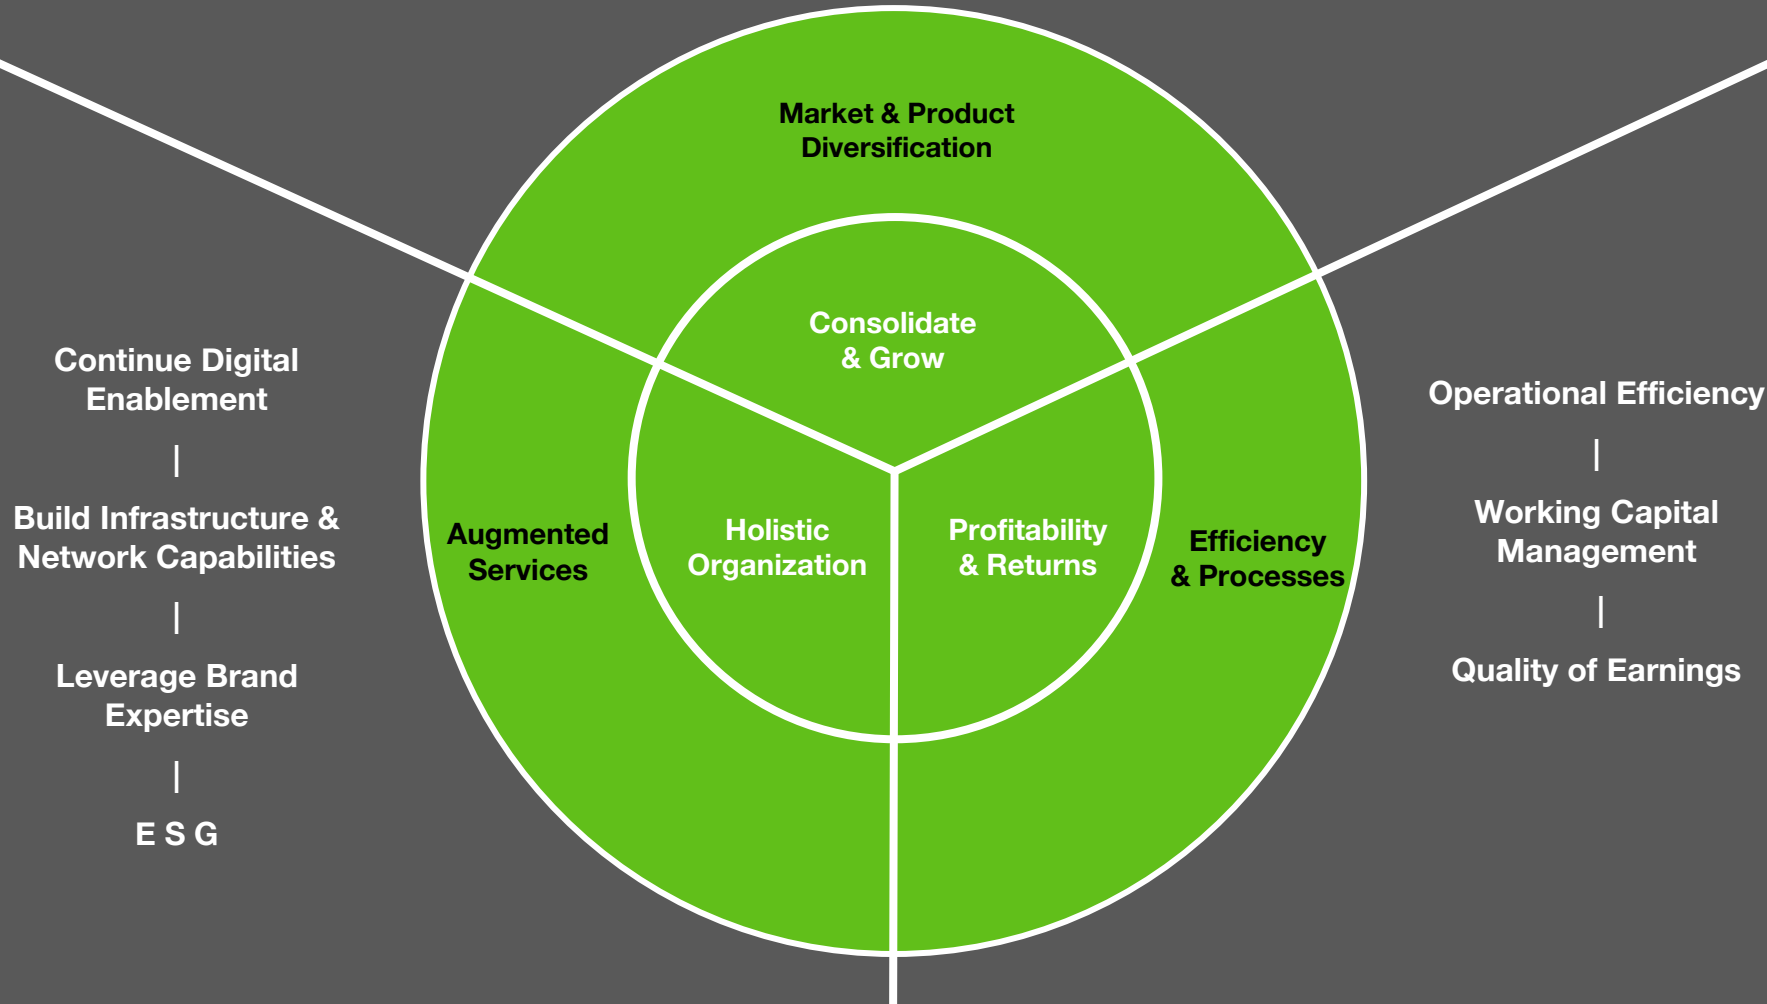 Market & Product
Diversification
Consolidate
& Grow
Continue Digital
Enablement
|
Build Infrastructure &
Network Capabilities
|
Leverage Brand
Expertise
|
E S G
Augmented
Services
Holistic
Organization
Profitability
& Returns
Efficiency
& Processes
Operational Efficiency
|
Working Capital
Management
|
Quality of Earnings